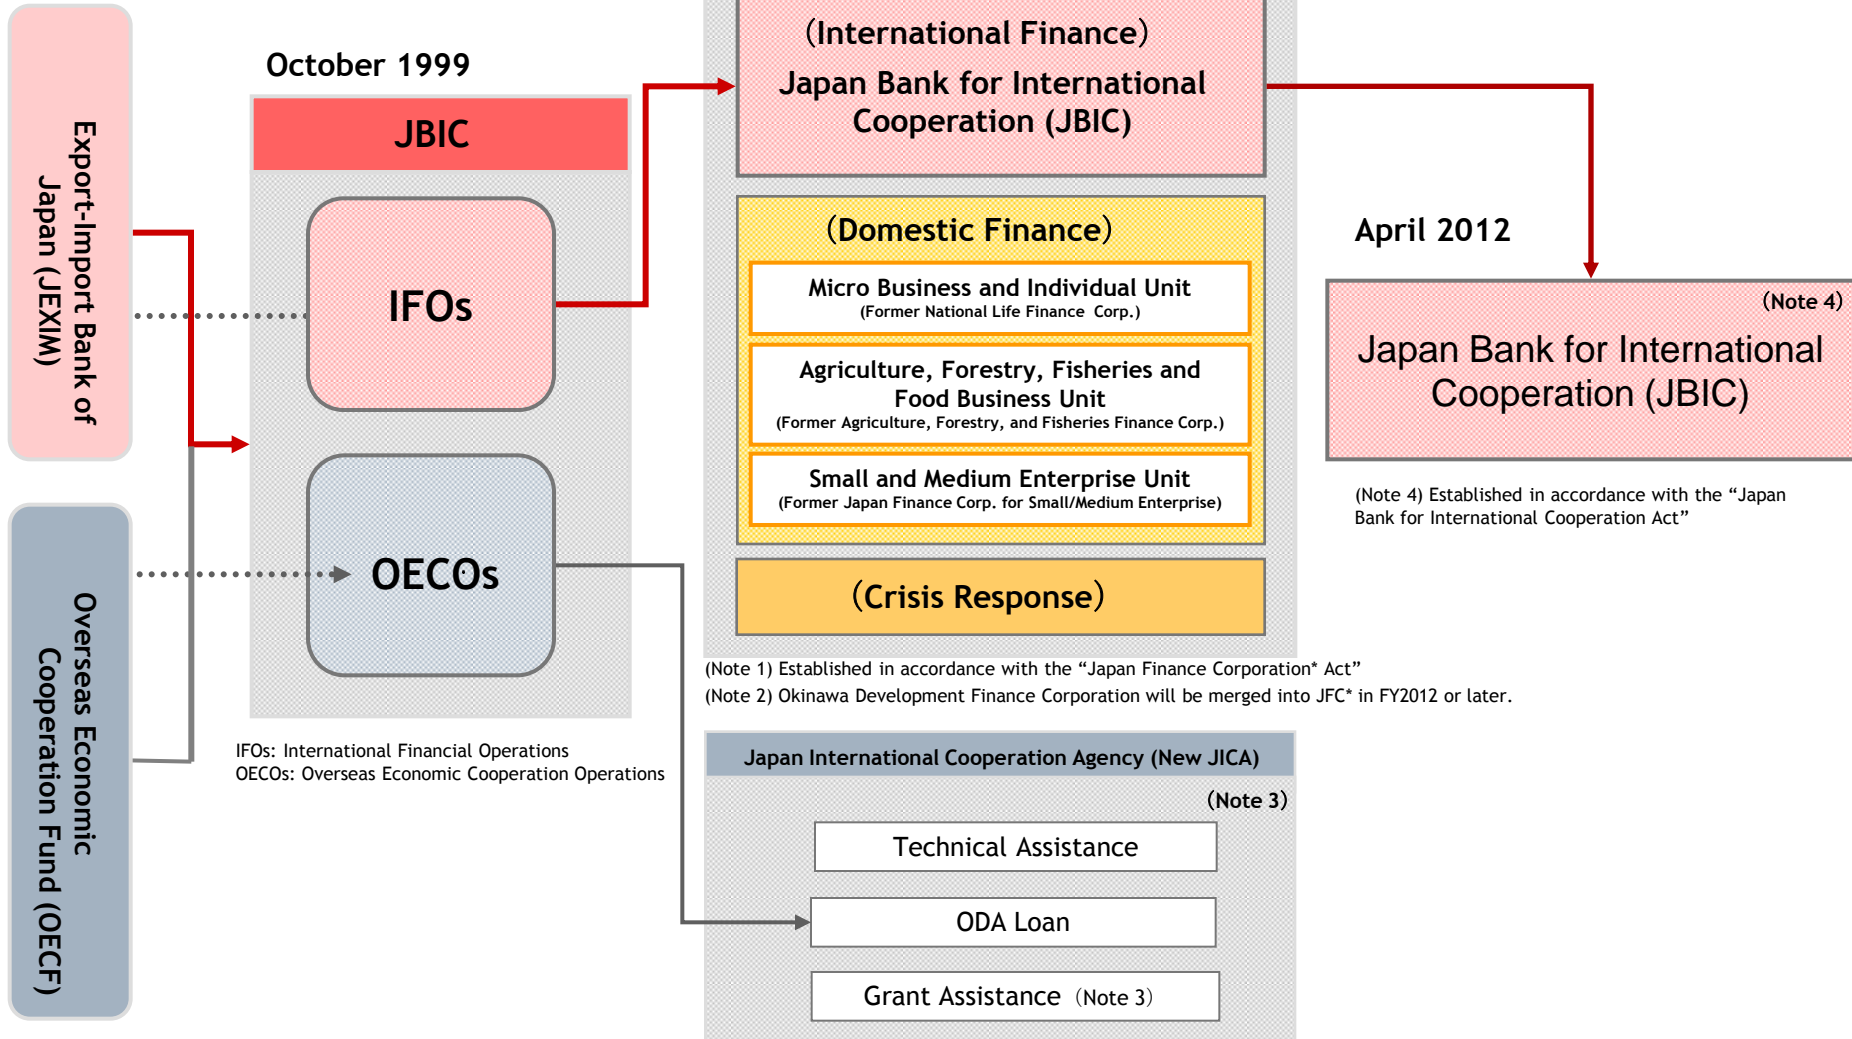 Export-Import Bank of
Japan (JEXIM)
Overseas Economic
Cooperation Fund (OECF)
October 1999
JBIC
IFOs
OECOs
IFOs: International Financial Operations
OECOs: Overseas Economic Cooperation Operations
(International Finance)
Japan Bank for International
Cooperation (JBIC)
(Domestic Finance)
Micro Business and Individual Unit
(Former National Life Finance Corp.)
Agriculture, Forestry, Fisheries and
Food Business Unit
(Former Agriculture, Forestry, and Fisheries Finance Corp.)
Small and Medium Enterprise Unit
(Former Japan Finance Corp. for Small/Medium Enterprise)
(Crisis Response)
(Note 1) Established in accordance with the “Japan Finance Corporation* Act”
(Note 2) Okinawa Development Finance Corporation will be merged into JFC* in FY2012 or later.
Japan International Cooperation Agency (New JICA)
(Note 3)
Technical Assistance
ODA Loan
Grant Assistance (Note 3)
April 2012
(Note 4)
Japan Bank for International
Cooperation (JBIC)
(Note 4) Established in accordance with the “Japan
Bank for International Cooperation Act”